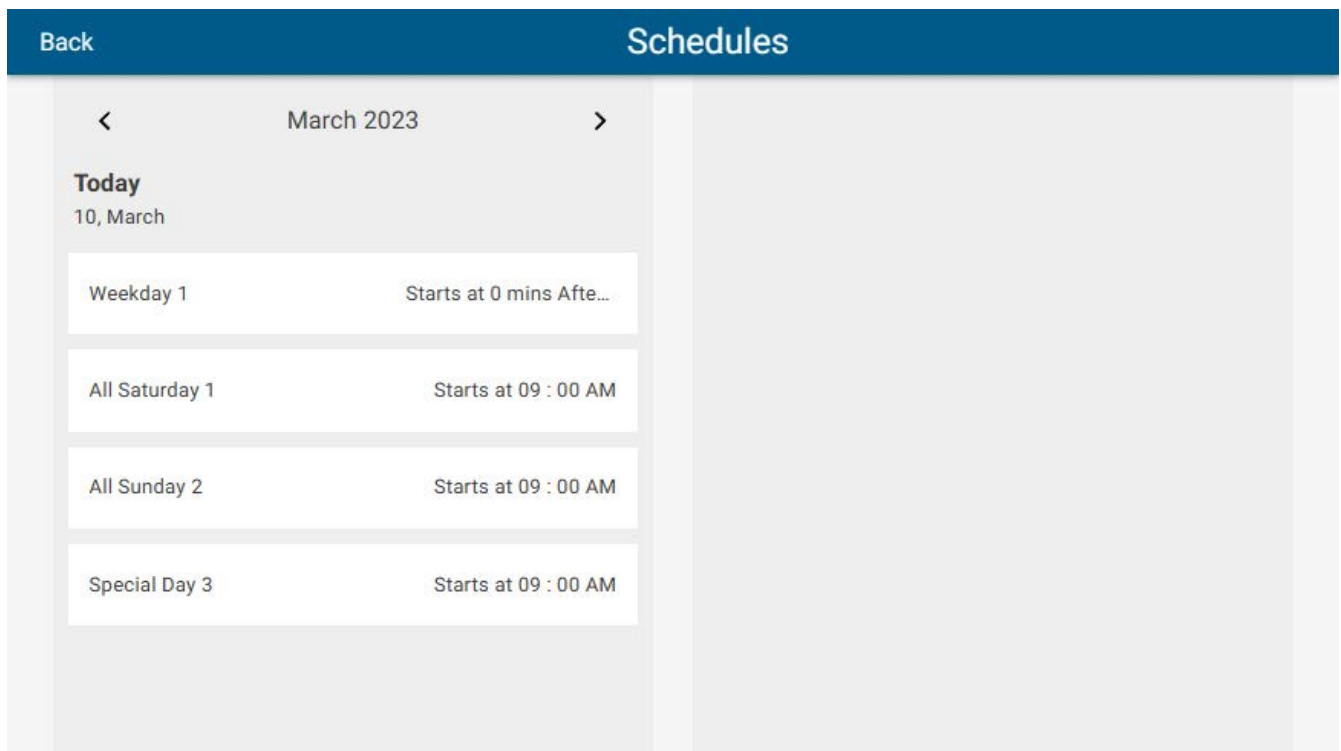 Back
Schedules
March 2023
Today
10, March
Weekday 1 Starts at 0 mins Afte...
All Saturday 1 Starts at 09 : 00 AM
All Sunday 2 Starts at 09 : 00 AM
Special Day 3 Starts at 09 : 00 AM